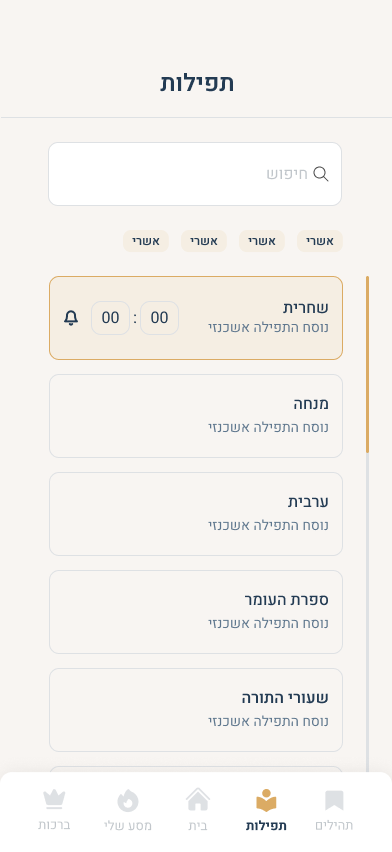 תפילות
חיפוש
אשרי אשרי אשרי אשרי
שחרית
נוסח התפילה אשכנזי
00 : 00
מנחה
נוסח התפילה אשכנזי
ערבית
נוסח התפילה אשכנזי
ספרת העומר
נוסח התפילה אשכנזי
שעורי התורה
נוסח התפילה אשכנזי
תהילים תפילות בית מסע שלי ברכות